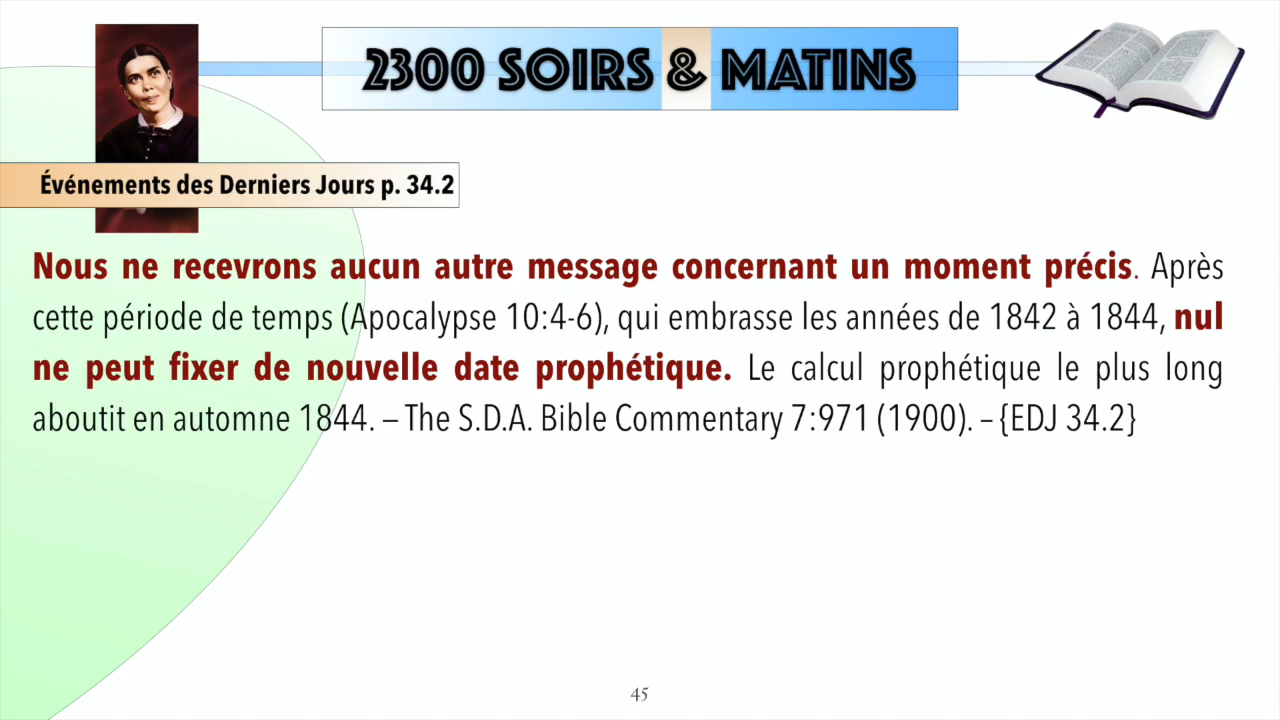 2300 SOIRS & MATINS
Événements des Derniers Jours p. 34.2
Nous ne recevrons aucun autre message concernant un moment précis. Après
cette période de temps (Apocalypse 10:4-6), qui embrasse les années de 1842 à 1844, nul
ne peut fixer de nouvelle date prophétique. Le calcul prophétique le plus long
aboutit en automne 1844. — The S.D.A. Bible Commentary 7:971 (1900). – {EDJ 34.2}
45